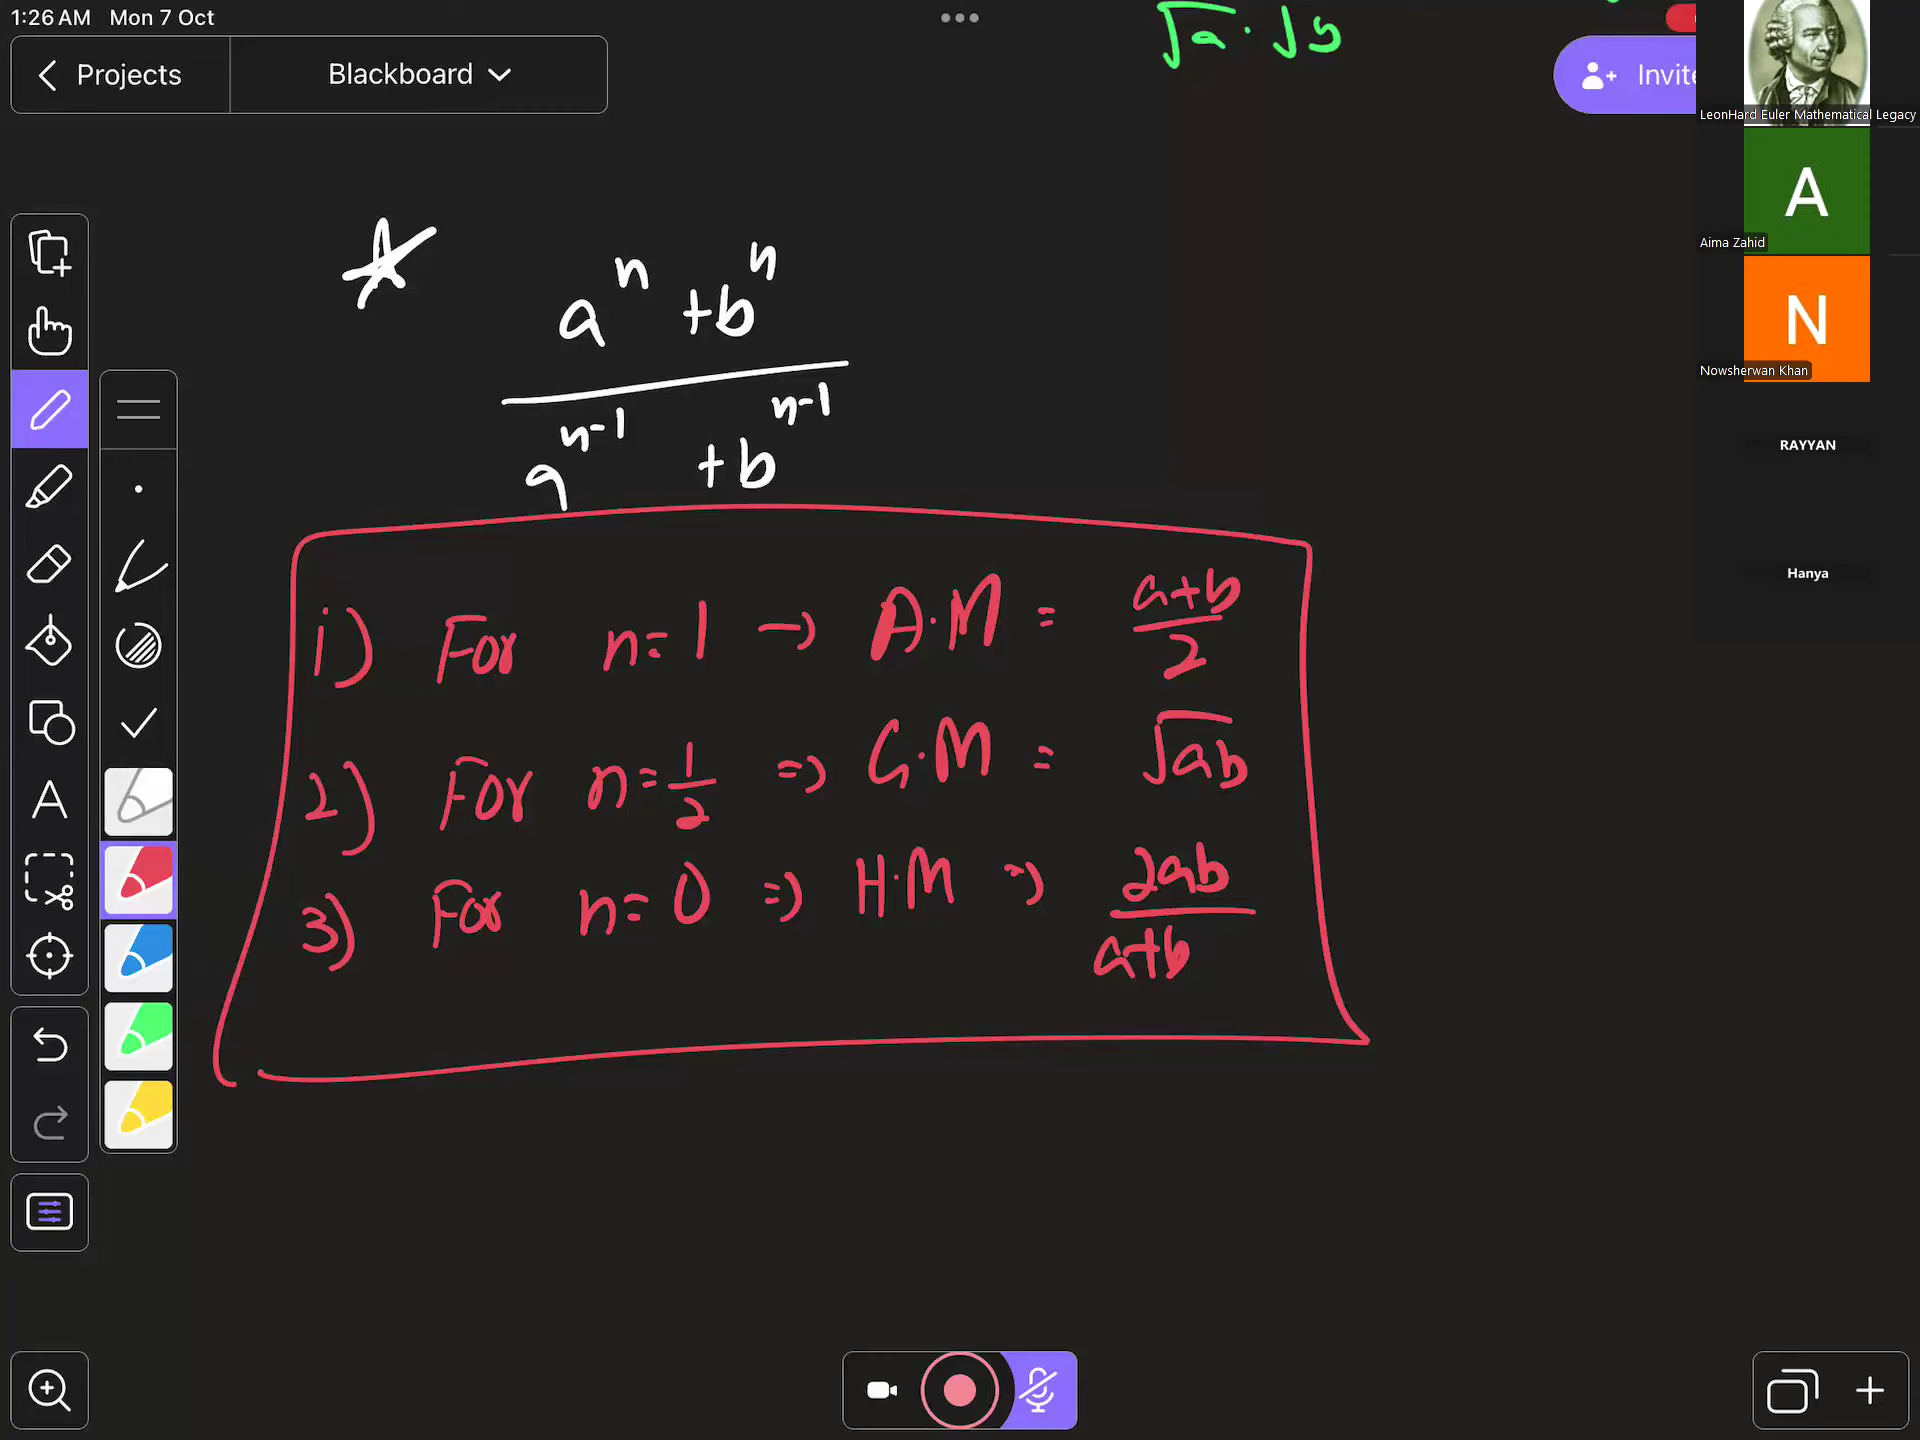 1:26 AM Mon 7 Oct
√a · √b
Projects
Blackboard
Invite
LeonHard Euler Mathematical Legacy
A
Aima Zahid
N
Nowsherwan Khan
RAYYAN
Hanya
aⁿ + bⁿ
aⁿ⁻¹ + bⁿ⁻¹
1) For n = 1 → A.M = (a+b)/2
2) For n = 1/2 ⇒ G.M = √ab
3) For n = 0 ⇒ H.M ⇒ 2ab/(a+b)
A